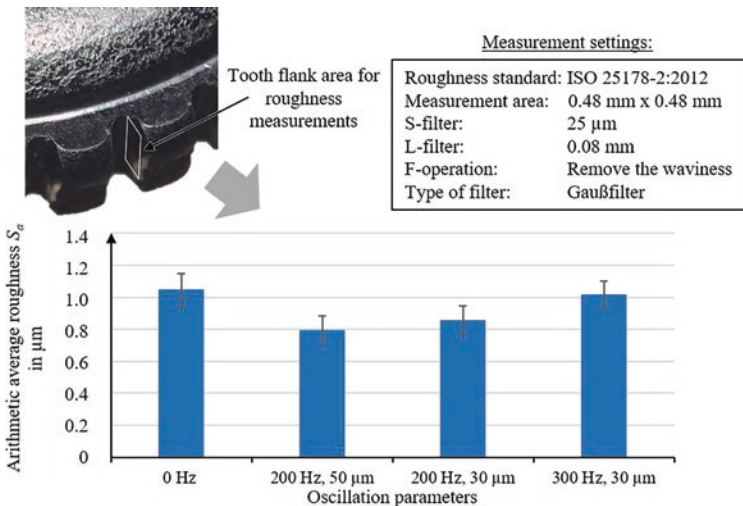 Measurement settings:
Tooth flank area for
roughness
measurements
Roughness standard: ISO 25178-2:2012
Measurement area: 0.48 mm x 0.48 mm
S-filter: 25 µm
L-filter: 0.08 mm
F-operation: Remove the waviness
Type of filter: Gaußfilter
Arithmetic average roughness Sa
in µm
1.4
1.2
1.0
0.8
0.6
0.4
0.2
0
0 Hz
200 Hz, 50 µm
200 Hz, 30 µm
300 Hz, 30 µm
Oscillation parameters